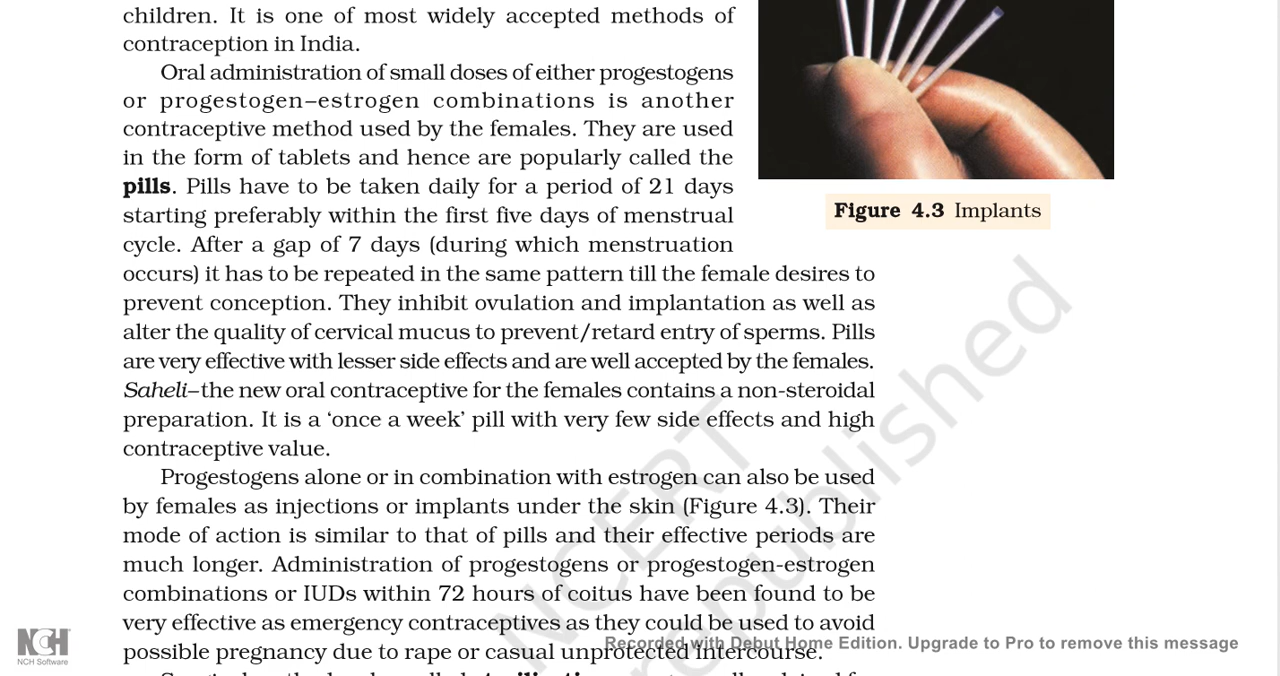 children. It is one of most widely accepted methods of
contraception in India.
Oral administration of small doses of either progestogens
or progestogen–estrogen combinations is another
contraceptive method used by the females. They are used
in the form of tablets and hence are popularly called the
pills. Pills have to be taken daily for a period of 21 days
starting preferably within the first five days of menstrual
cycle. After a gap of 7 days (during which menstruation
occurs) it has to be repeated in the same pattern till the female desires to
prevent conception. They inhibit ovulation and implantation as well as
alter the quality of cervical mucus to prevent/retard entry of sperms. Pills
are very effective with lesser side effects and are well accepted by the females.
Saheli–the new oral contraceptive for the females contains a non-steroidal
preparation. It is a ‘once a week’ pill with very few side effects and high
contraceptive value.
Progestogens alone or in combination with estrogen can also be used
by females as injections or implants under the skin (Figure 4.3). Their
mode of action is similar to that of pills and their effective periods are
much longer. Administration of progestogens or progestogen-estrogen
combinations or IUDs within 72 hours of coitus have been found to be
very effective as emergency contraceptives as they could be used to avoid
possible pregnancy due to rape or casual unprotected intercourse.
Figure 4.3 Implants
NCERT
republished
NCH
NCH Software
Recorded with Debut Home Edition. Upgrade to Pro to remove this message